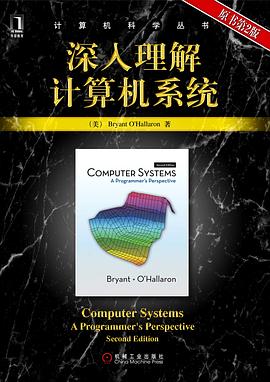 计算机科学丛书
原书第2版
深入理解
计算机系统
（美） Bryant O'Hallaron 著
Second Edition
COMPUTER SYSTEMS
A PROGRAMMER'S PERSPECTIVE
Bryant • O'Hallaron
Computer Systems
A Programmer's Perspective
Second Edition
机械工业出版社
China Machine Press